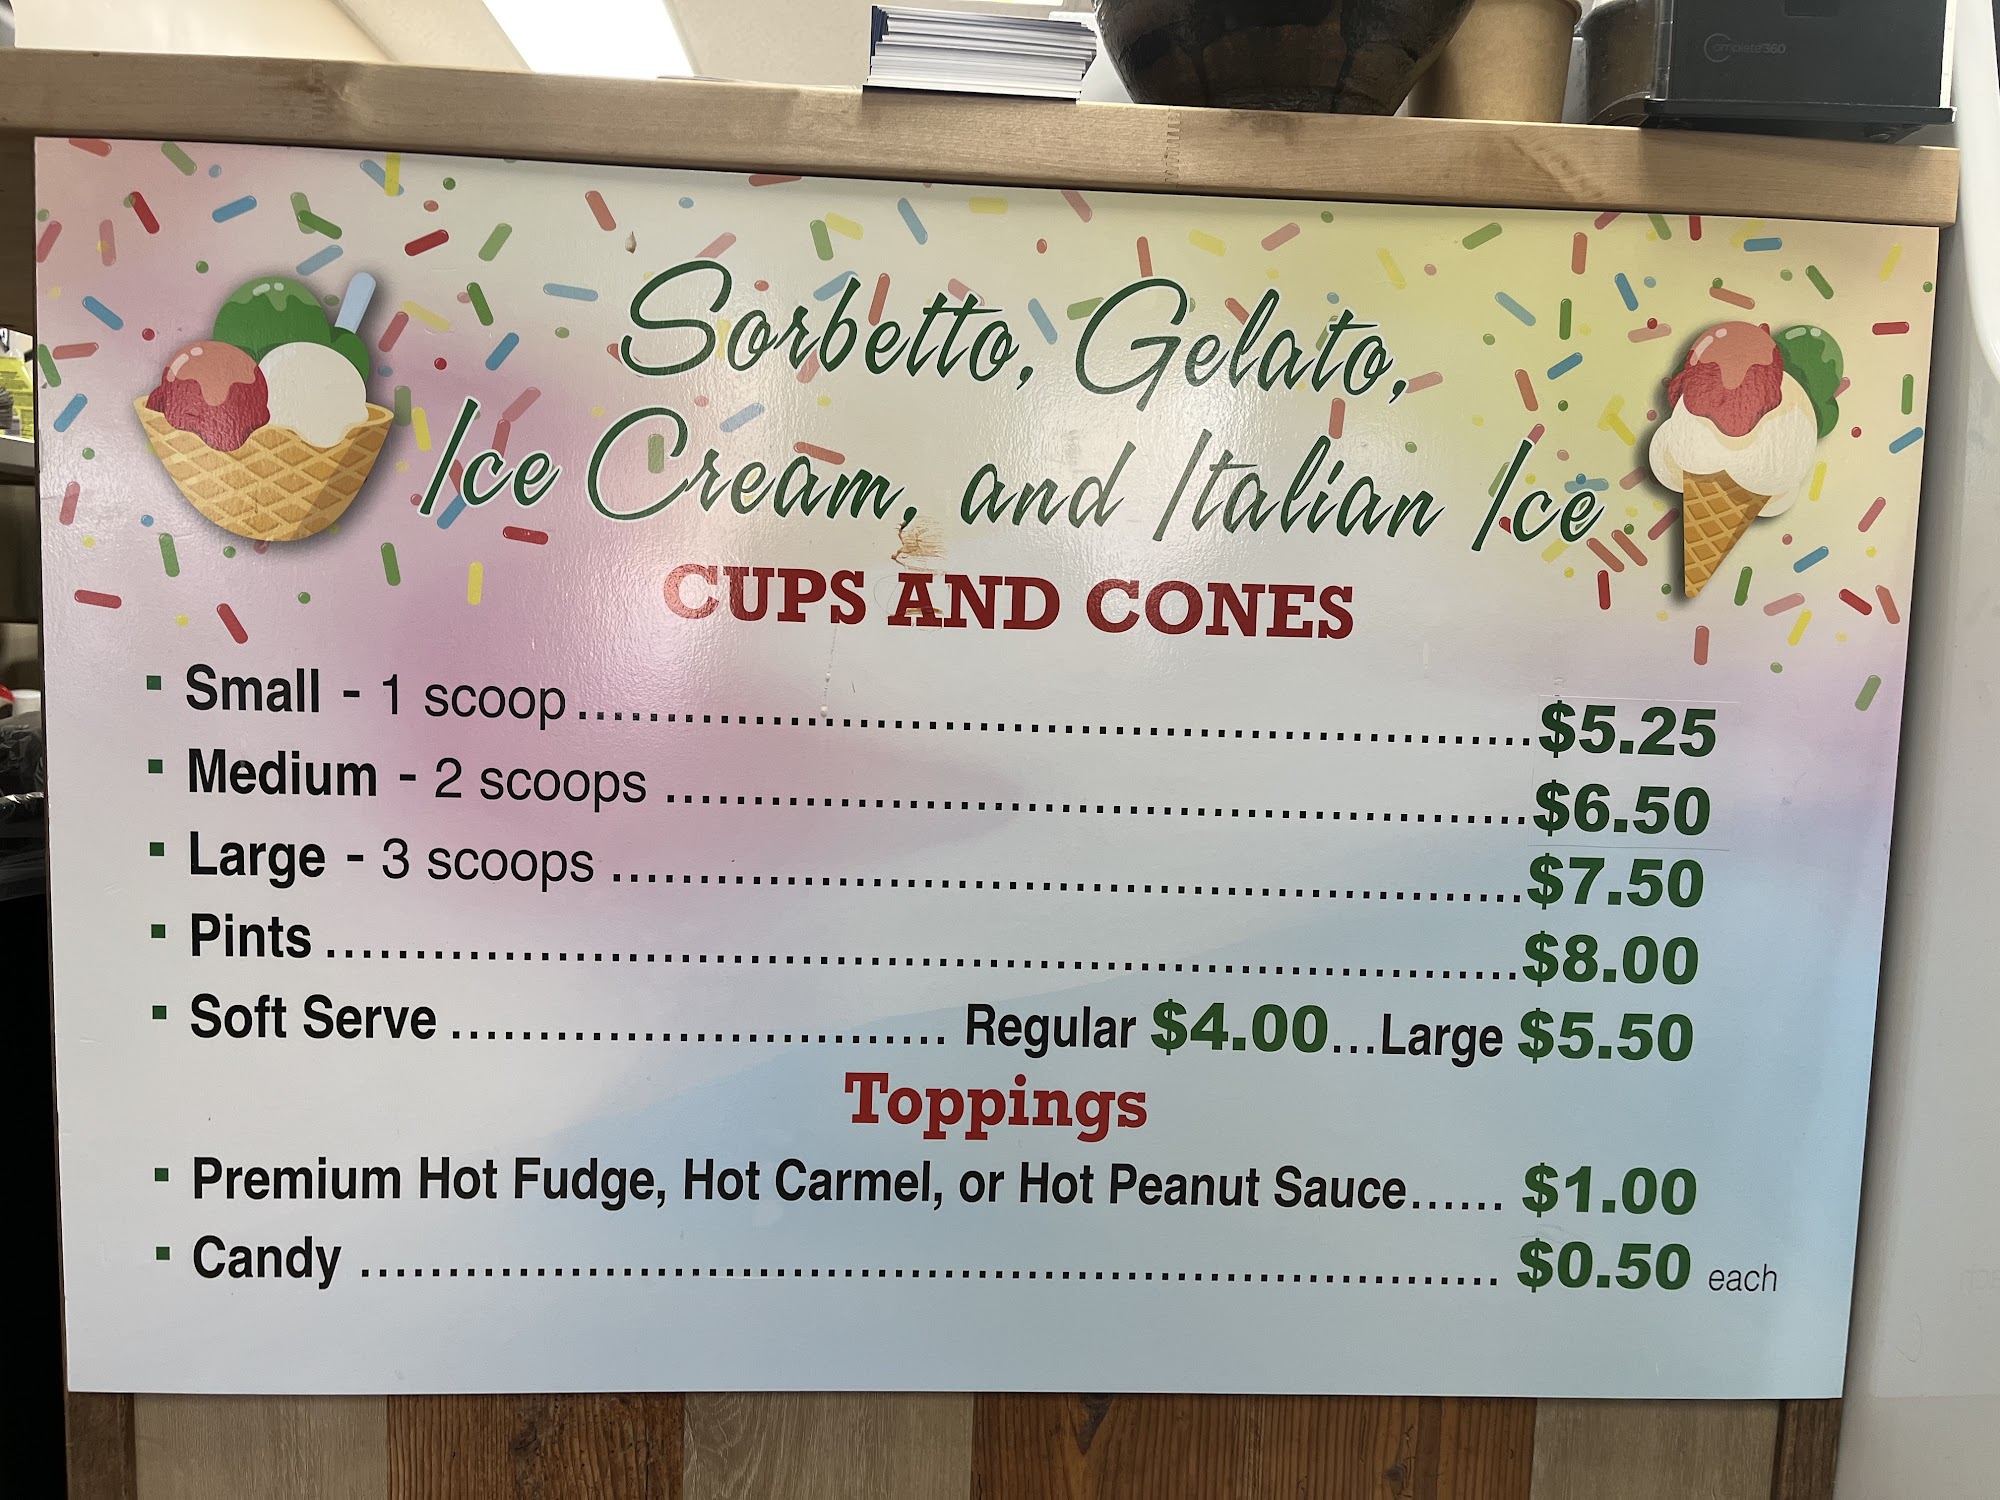 Complete 360
Sorbetto, Gelato,
Ice Cream, and Italian Ice
CUPS AND CONES
▪ Small - 1 scoop ........................................................ $5.25
▪ Medium - 2 scoops ........................................................ $6.50
▪ Large - 3 scoops ........................................................ $7.50
▪ Pints ........................................................ $8.00
▪ Soft Serve .............................. Regular $4.00...Large $5.50
Toppings
▪ Premium Hot Fudge, Hot Carmel, or Hot Peanut Sauce...... $1.00
▪ Candy ........................................................ $0.50 each